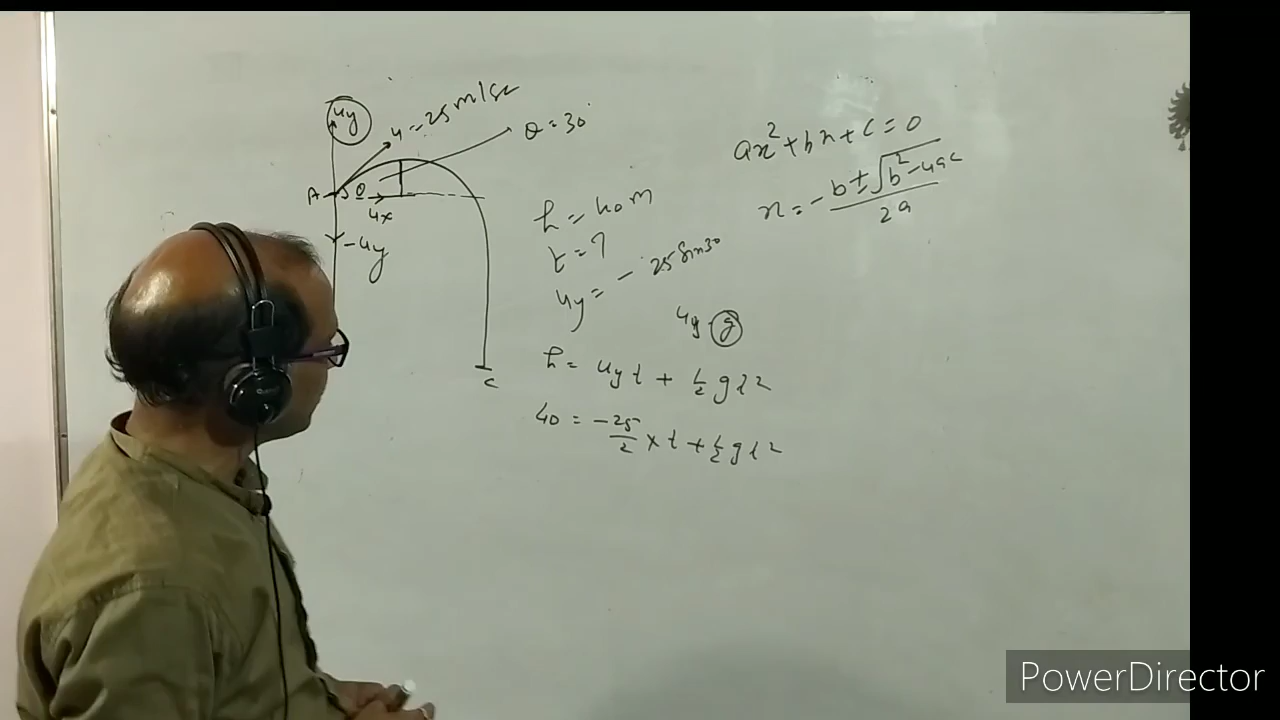 uy
u = 25 m/sec
θ = 30°
A
θ
ux
-uy
C
h = 40 m
t = ?
uy = - 25 Sin 30
uy g
h = uy t + 1/2 g t2
40 = -25/2 × t + 1/2 g t2
ax2 + bx + c = 0
x = -b ± √b2 - 4ac / 2a
PowerDirector